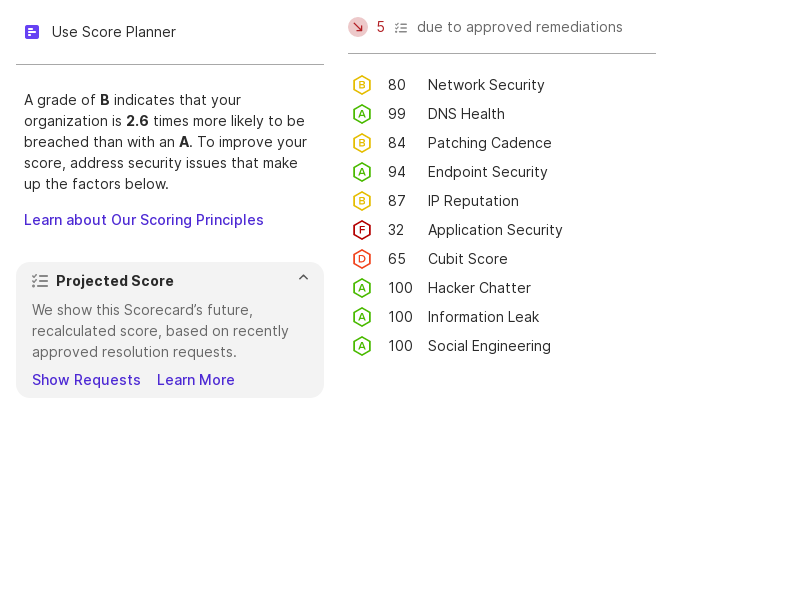 Use Score Planner
A grade of B indicates that your
organization is 2.6 times more likely to be
breached than with an A. To improve your
score, address security issues that make
up the factors below.
Learn about Our Scoring Principles
Projected Score
We show this Scorecard’s future,
recalculated score, based on recently
approved resolution requests.
Show Requests Learn More
5 due to approved remediations
B 80 Network Security
A 99 DNS Health
B 84 Patching Cadence
A 94 Endpoint Security
B 87 IP Reputation
F 32 Application Security
D 65 Cubit Score
A 100 Hacker Chatter
A 100 Information Leak
A 100 Social Engineering